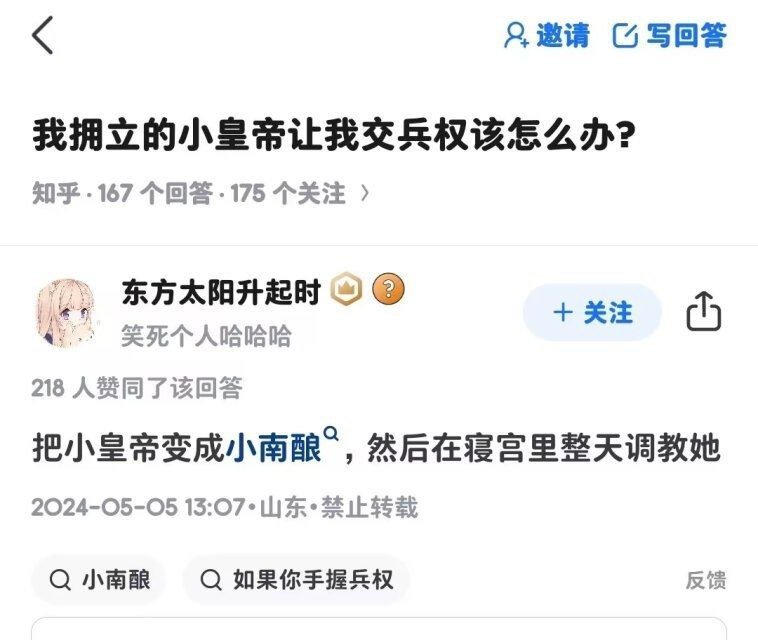 邀请 写回答
我拥立的小皇帝让我交兵权该怎么办?
知乎 · 167 个回答 · 175 个关注 >
东方太阳升起时
+ 关注
笑死个人哈哈哈
218 人赞同了该回答
把小皇帝变成小南酿，然后在寝宫里整天调教她
2024-05-05 13:07·山东·禁止转载
小南酿 如果你手握兵权 反馈